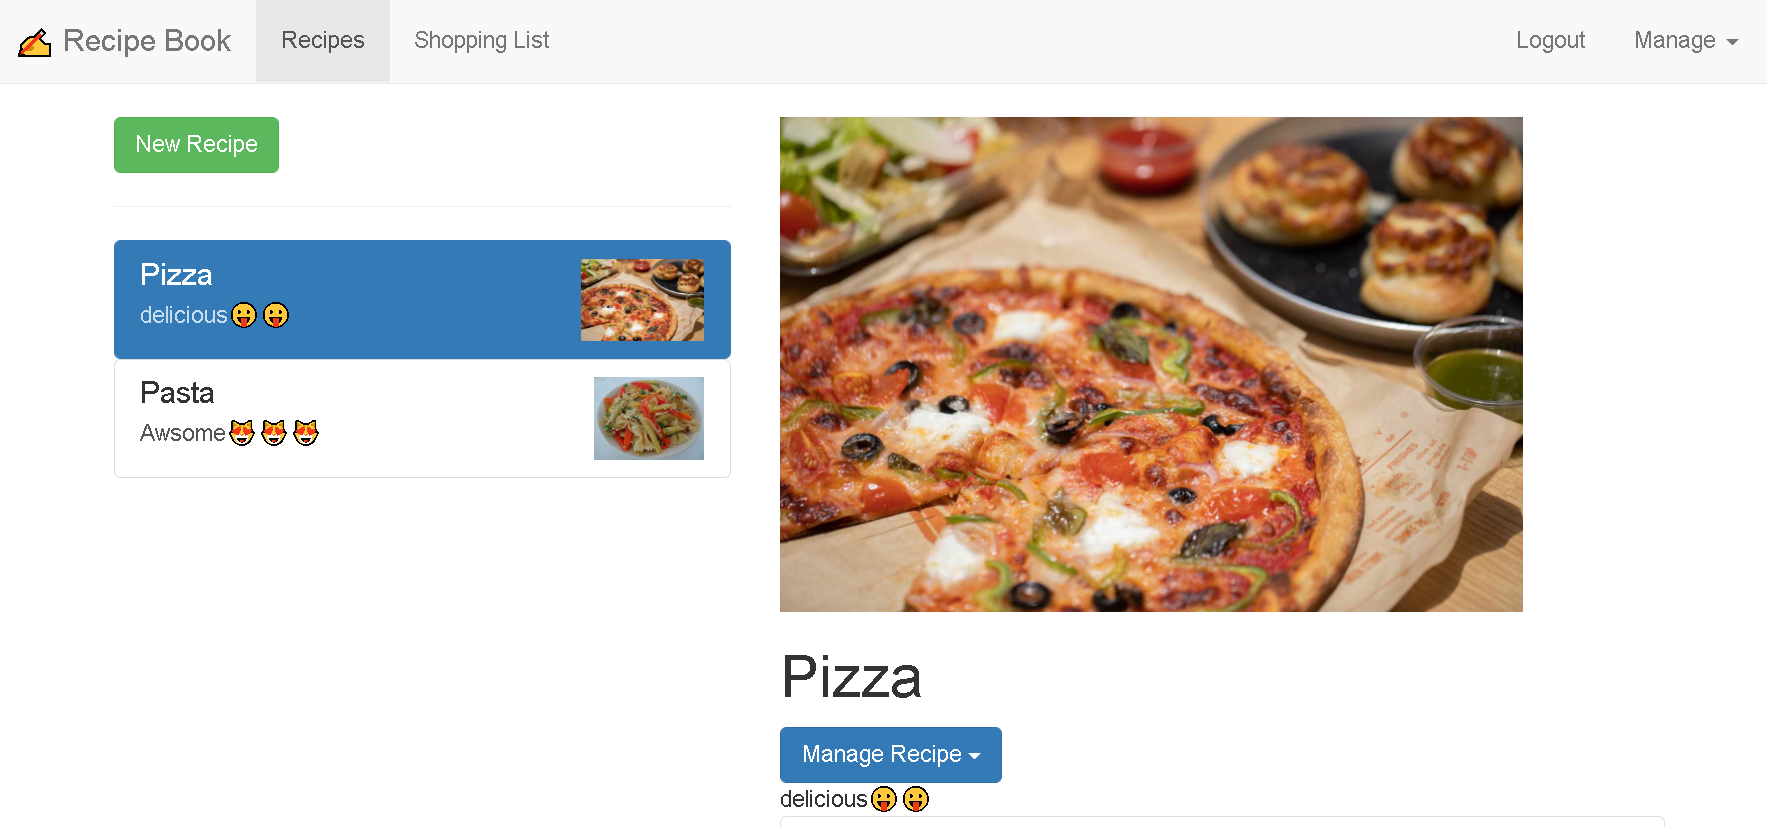 ✍ Recipe Book
Recipes
Shopping List
Logout
Manage
New Recipe
Pizza
delicious😛😛
Pasta
Awsome😻😻😻
Pizza
Manage Recipe
delicious😛😛